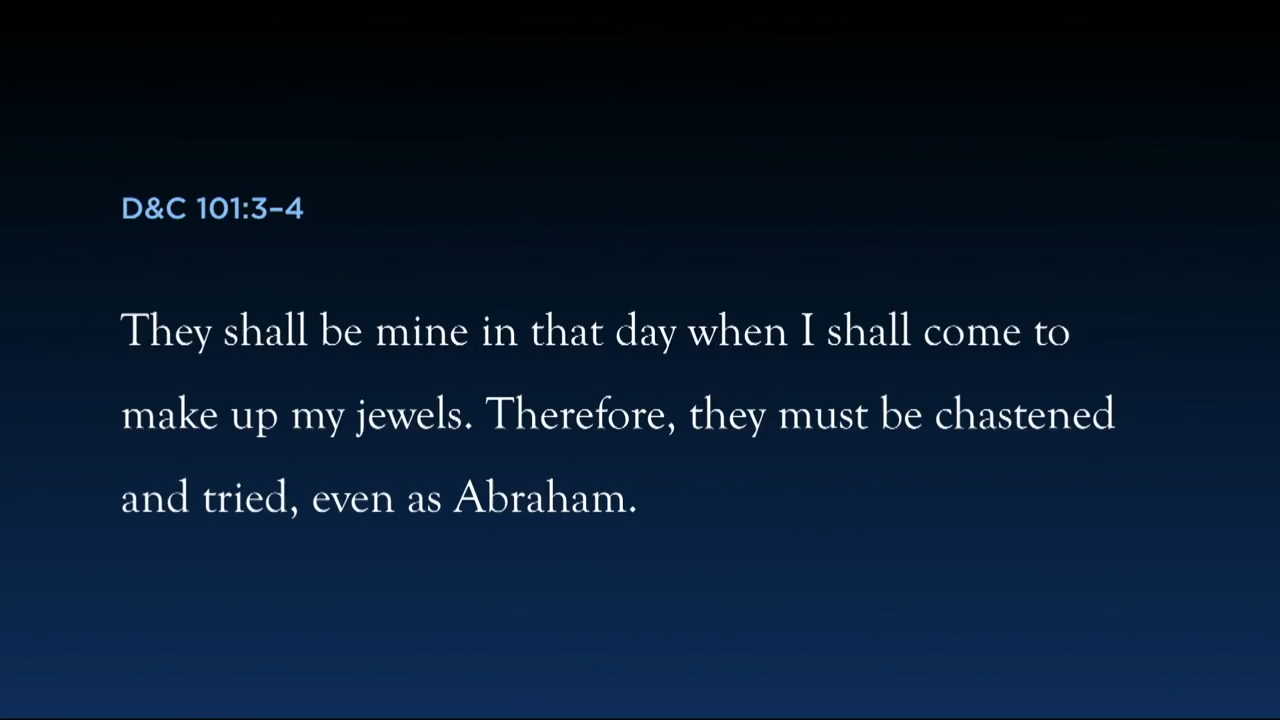 D&C 101:3–4
They shall be mine in that day when I shall come to
make up my jewels. Therefore, they must be chastened
and tried, even as Abraham.